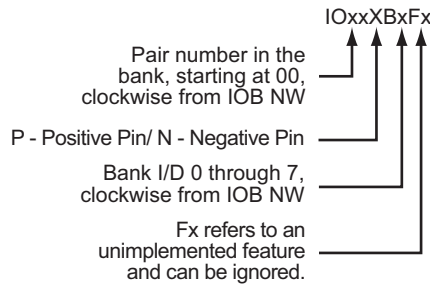 IOxxXBxFx
Pair number in the
bank, starting at 00,
clockwise from IOB NW
P - Positive Pin/ N - Negative Pin
Bank I/D 0 through 7,
clockwise from IOB NW
Fx refers to an
unimplemented feature
and can be ignored.